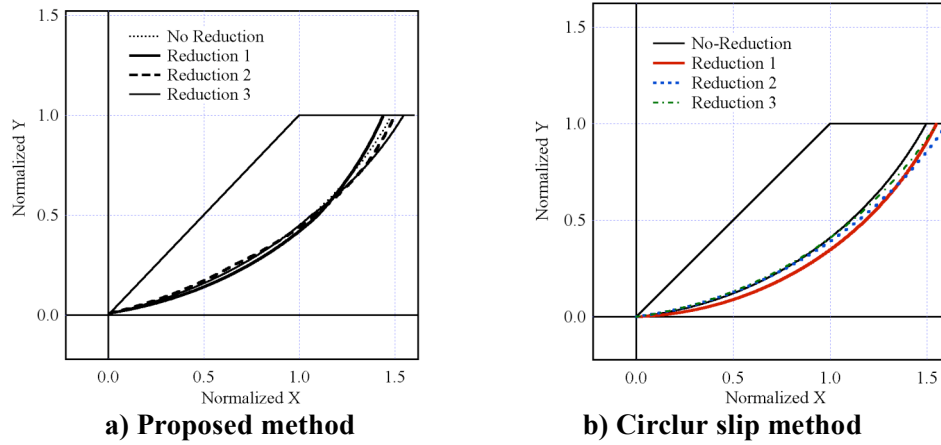 1.5
No Reduction
Reduction 1
Reduction 2
Reduction 3
1.0
Normalized Y
0.5
0.0
0.0 0.5 1.0 1.5
Normalized X
a) Proposed method
1.5
No-Reduction
Reduction 1
Reduction 2
Reduction 3
1.0
Normalized Y
0.5
0.0
0.0 0.5 1.0 1.5
Normalized X
b) Circlur slip method